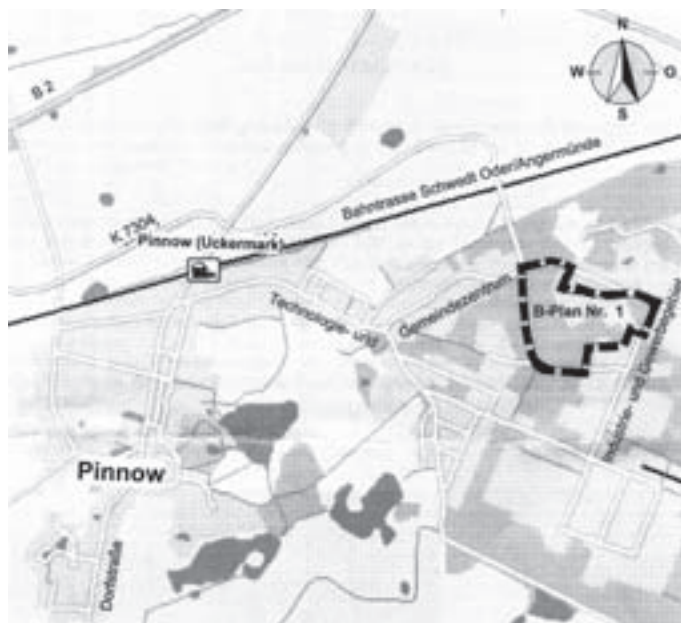 N
W O
S
B 2
Bahntrasse Schwedt Oder/Angermünde
K 7304
Pinnow (Uckermark)
Technologie- und Gemeindezentrum
B-Plan Nr. 1
Industrie- und Gewerbegebiet
Pinnow
Dorfstraße